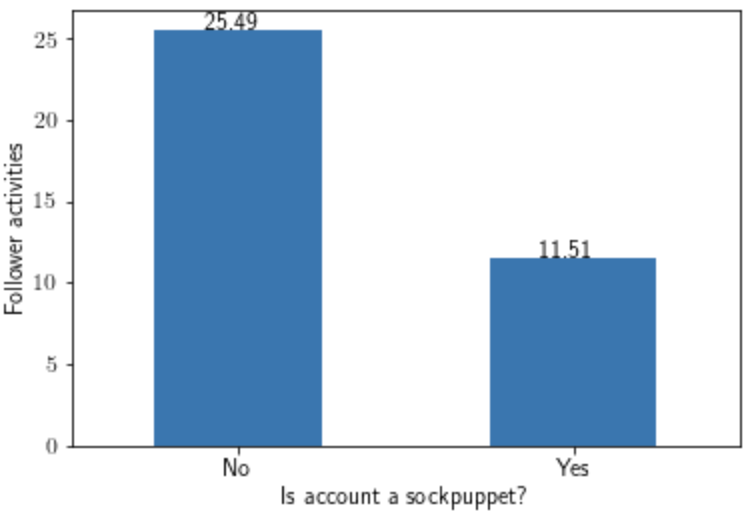 25.49
25
20
11.51
15
10
5
0
Follower activities
No
Yes
Is account a sockpuppet?